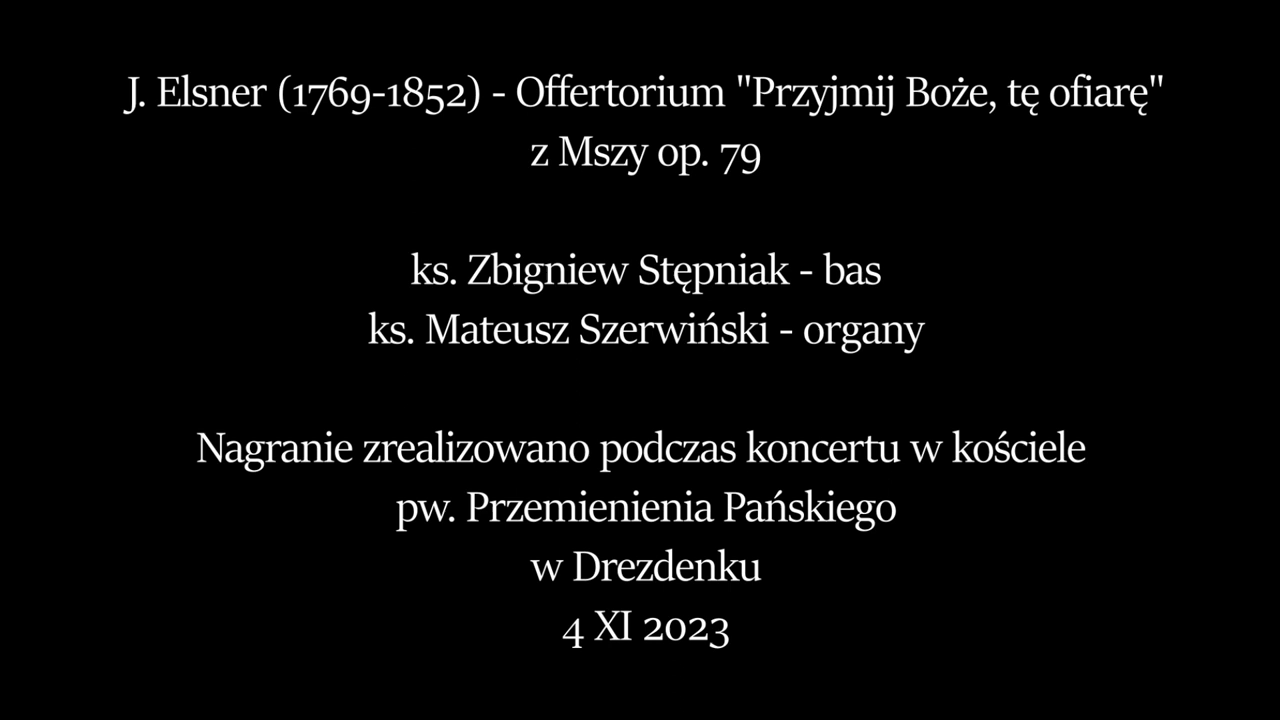 J. Elsner (1769-1852) - Offertorium "Przyjmij Boże, tę ofiarę"
z Mszy op. 79
ks. Zbigniew Stępniak - bas
ks. Mateusz Szerwiński - organy
Nagranie zrealizowano podczas koncertu w kościele
pw. Przemienienia Pańskiego
w Drezdenku
4 XI 2023